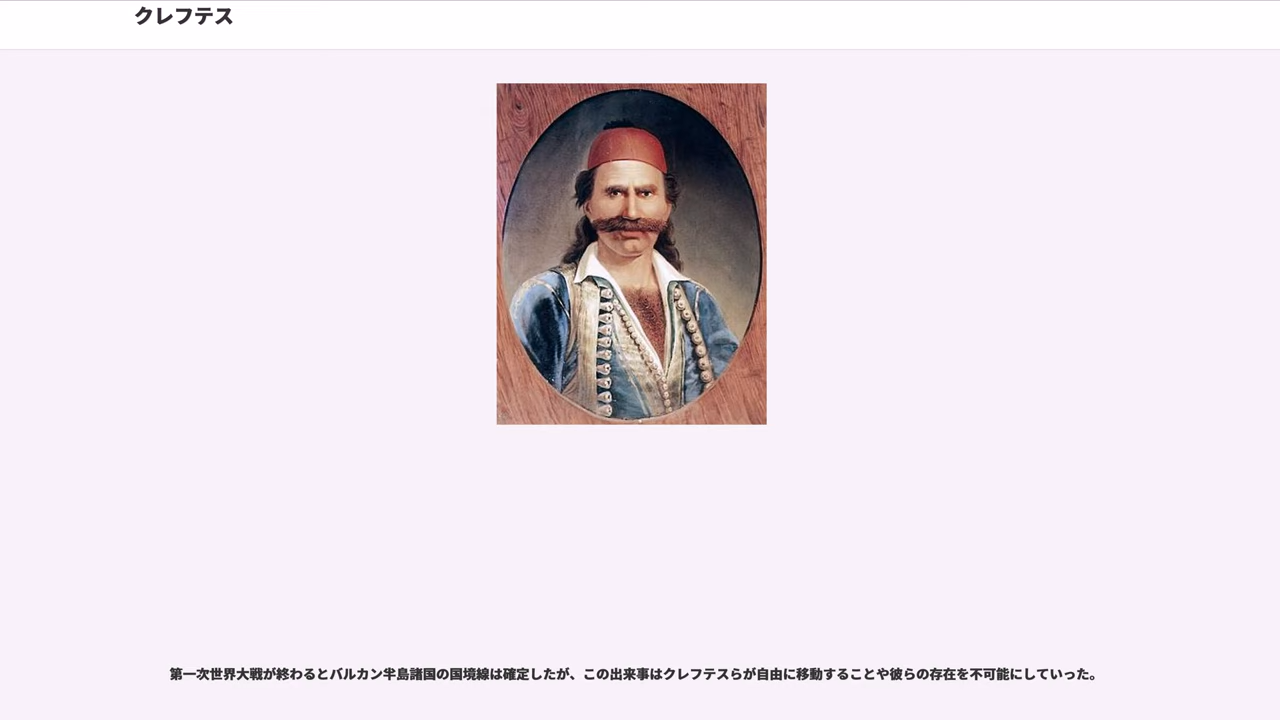 クレフテス
第一次世界大戦が終わるとバルカン半島諸国の国境線は確定したが、この出来事はクレフテスらが自由に移動することや彼らの存在を不可能にしていった。